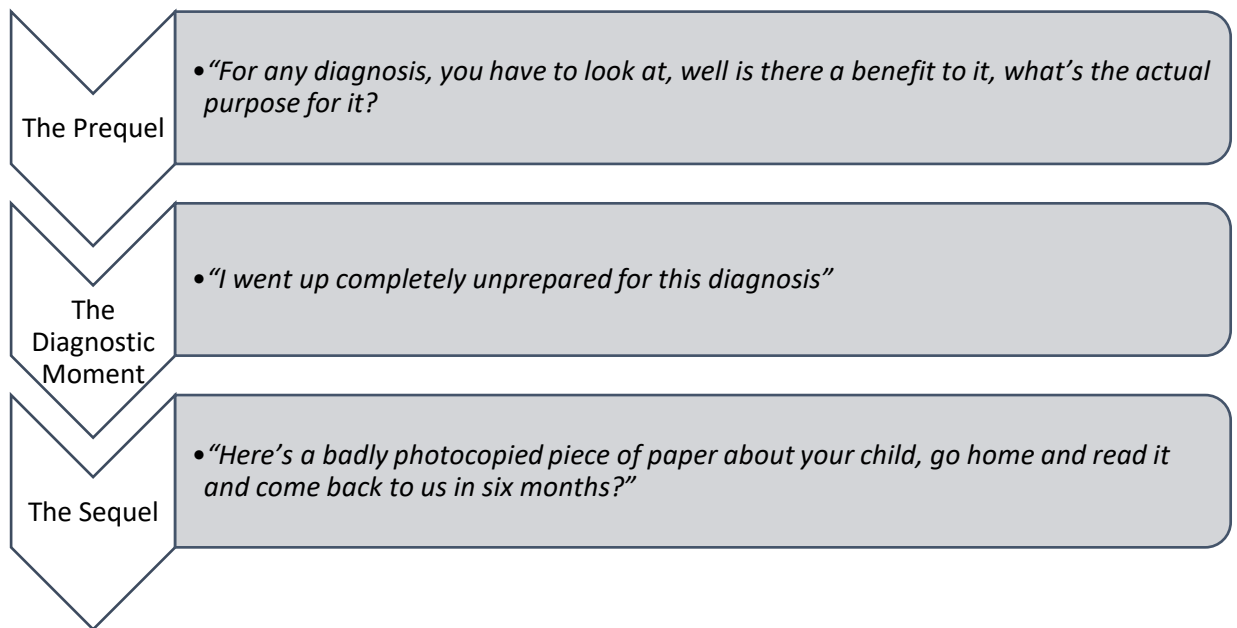 The Prequel
•“For any diagnosis, you have to look at, well is there a benefit to it, what’s the actual
purpose for it?
The
Diagnostic
Moment
•“I went up completely unprepared for this diagnosis”
The Sequel
•“Here’s a badly photocopied piece of paper about your child, go home and read it
and come back to us in six months?”